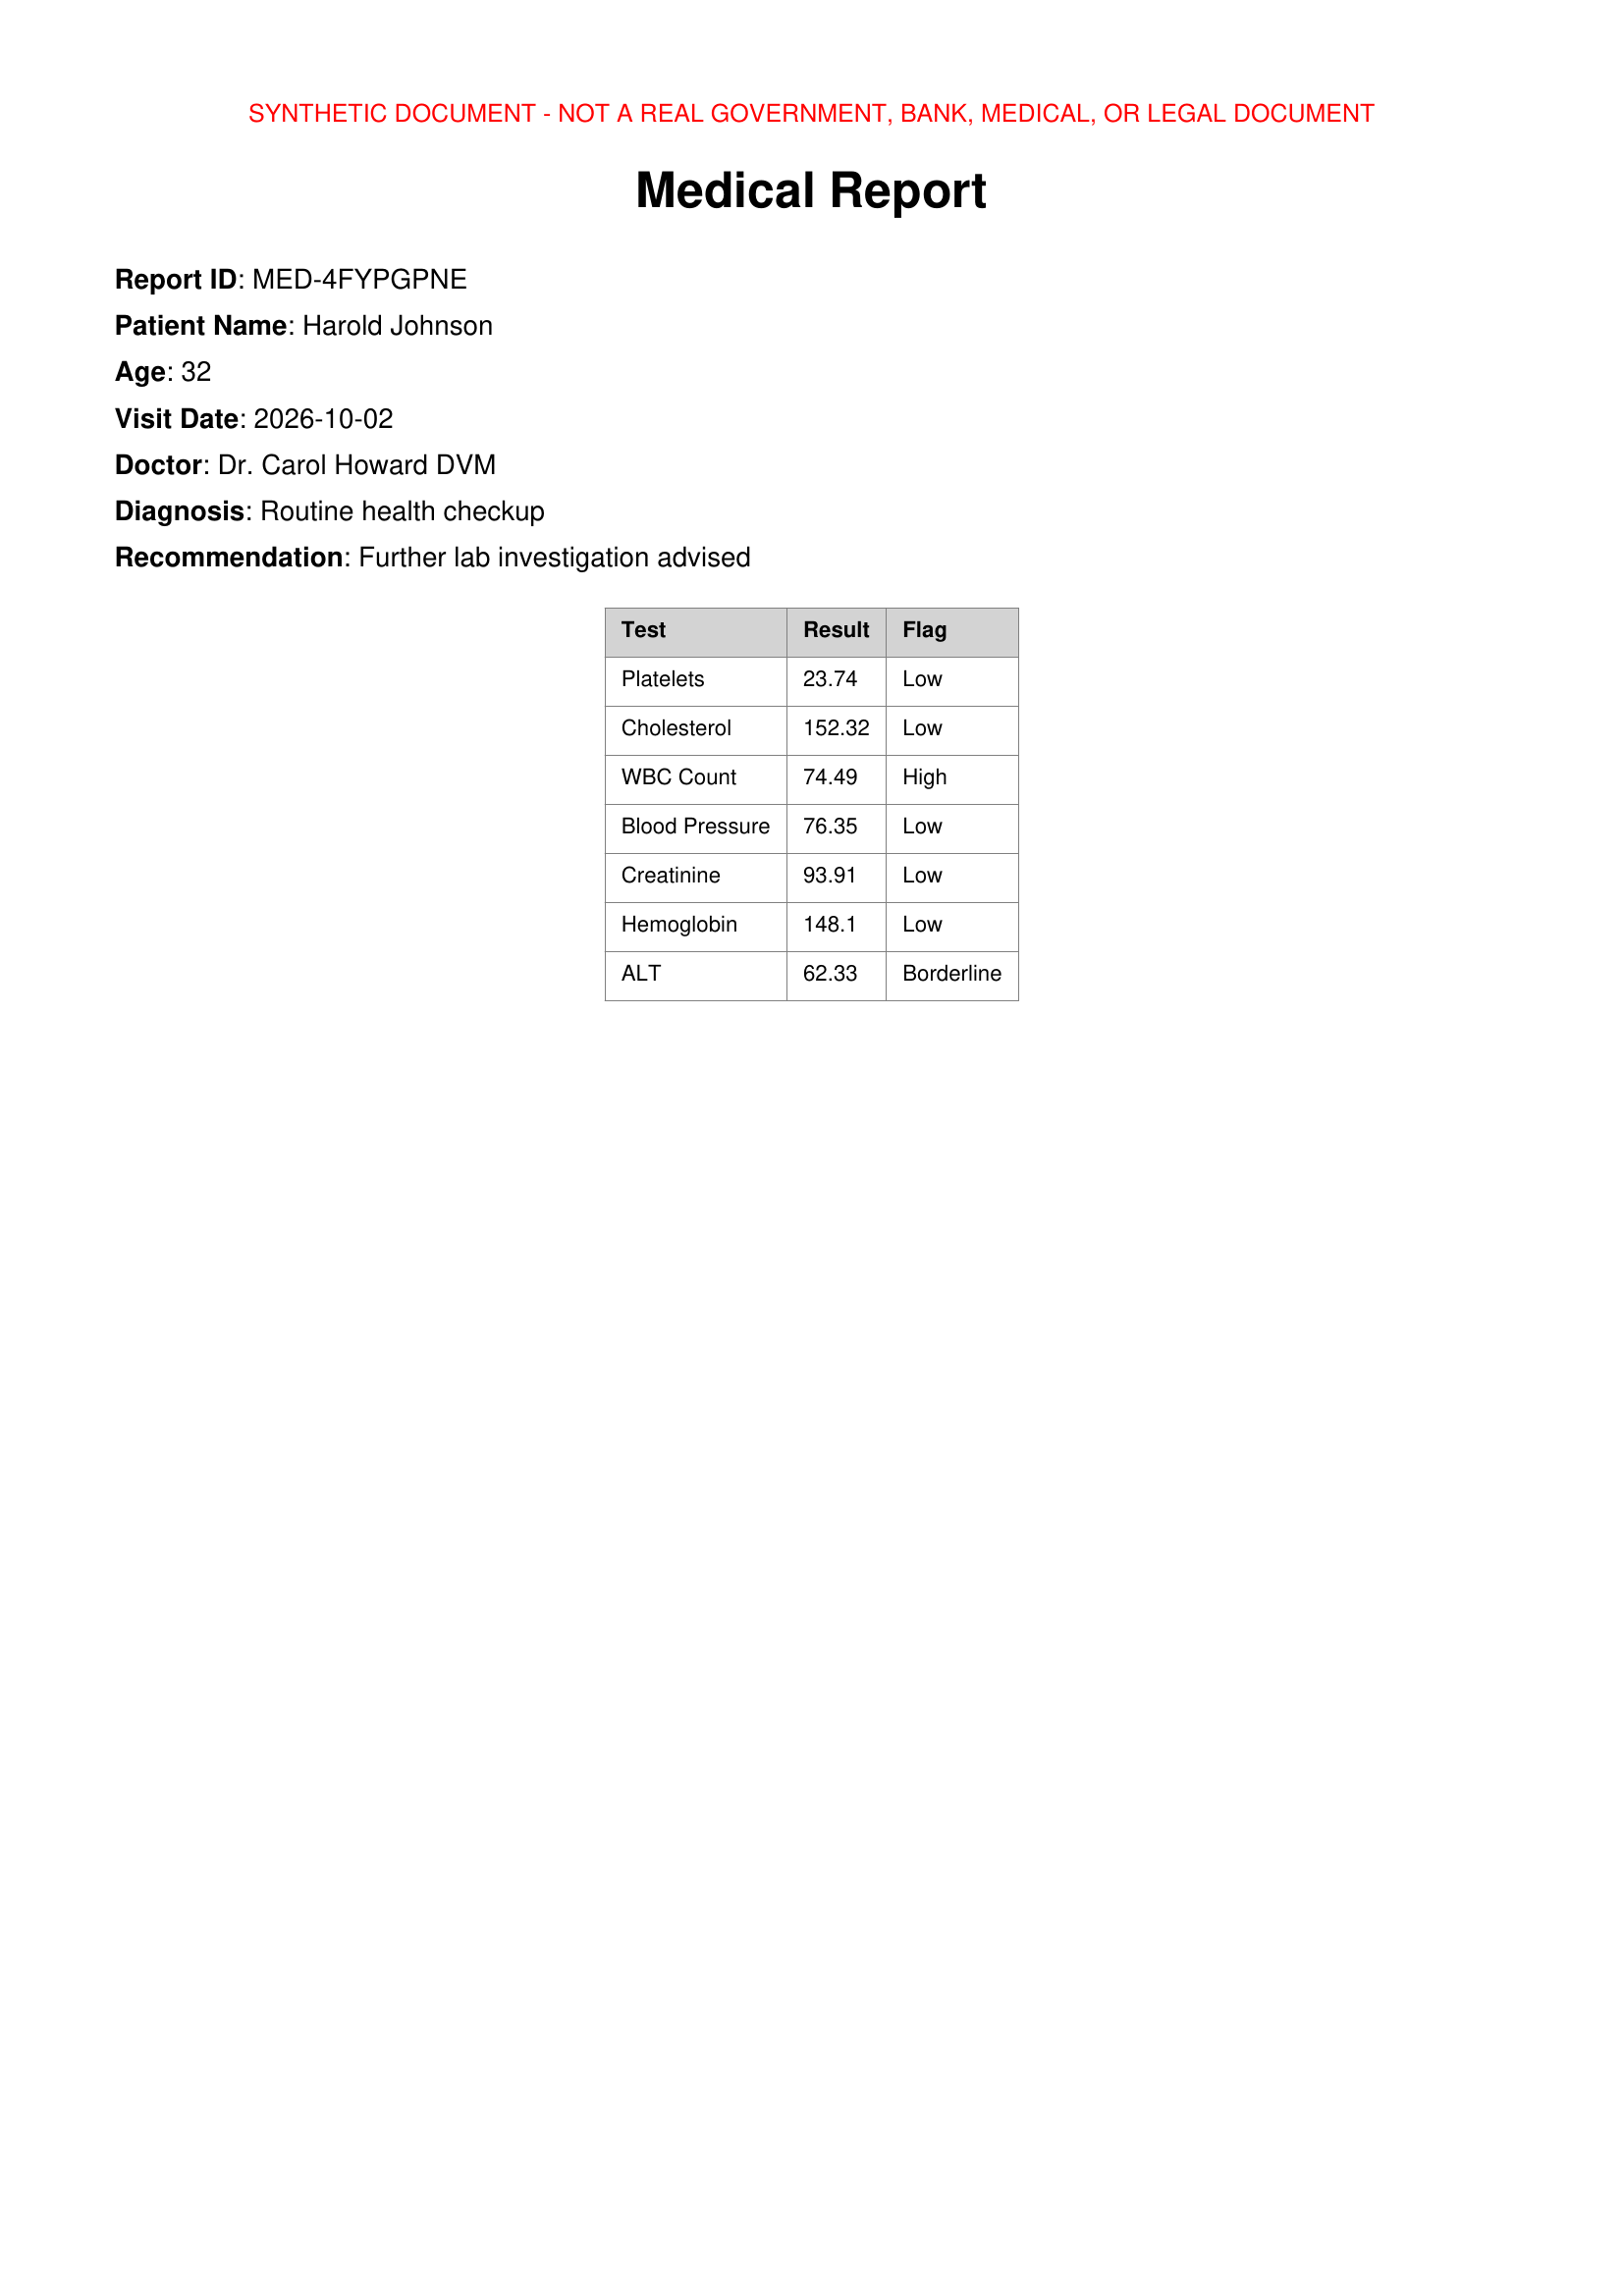 SYNTHETIC DOCUMENT - NOT A REAL GOVERNMENT, BANK, MEDICAL, OR LEGAL DOCUMENT
Medical Report
Report ID: MED-4FYPGPNE
Patient Name: Harold Johnson
Age: 32
Visit Date: 2026-10-02
Doctor: Dr. Carol Howard DVM
Diagnosis: Routine health checkup
Recommendation: Further lab investigation advised
Test Result Flag
Platelets 23.74 Low
Cholesterol 152.32 Low
WBC Count 74.49 High
Blood Pressure 76.35 Low
Creatinine 93.91 Low
Hemoglobin 148.1 Low
ALT 62.33 Borderline